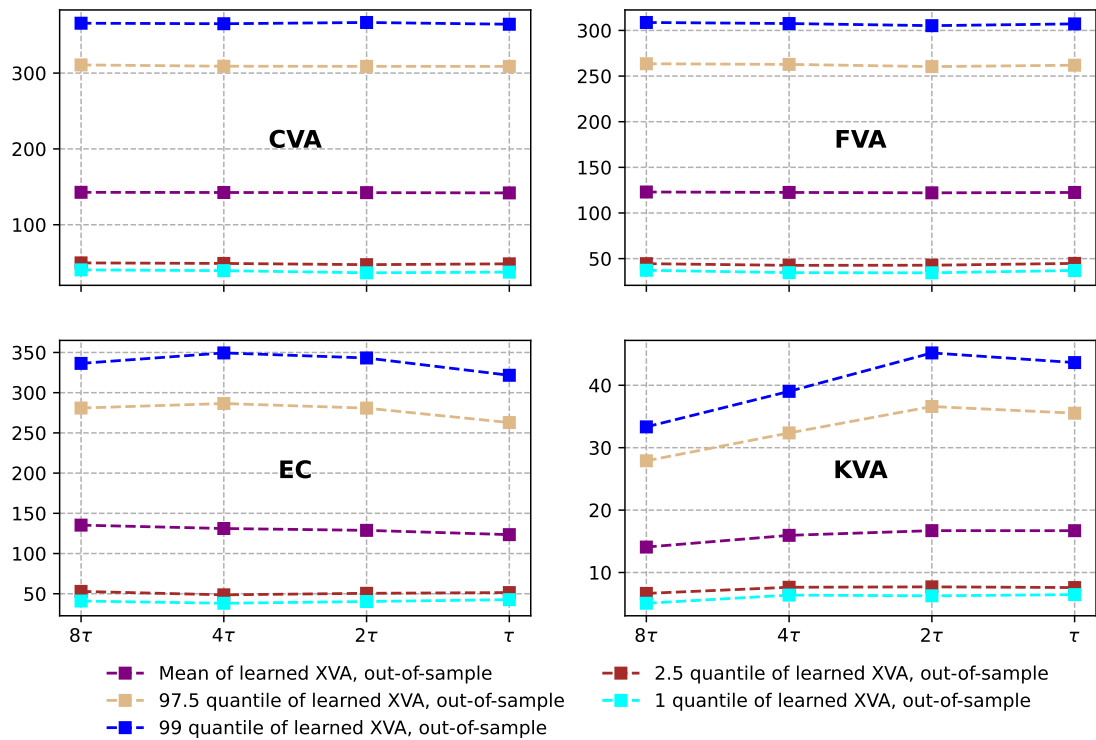 300
200
100
CVA
300
250
200
150
100
50
FVA
350
300
250
200
150
100
50
EC
8τ
4τ
2τ
τ
40
30
20
10
KVA
8τ
4τ
2τ
τ
Mean of learned XVA, out-of-sample
97.5 quantile of learned XVA, out-of-sample
99 quantile of learned XVA, out-of-sample
2.5 quantile of learned XVA, out-of-sample
1 quantile of learned XVA, out-of-sample